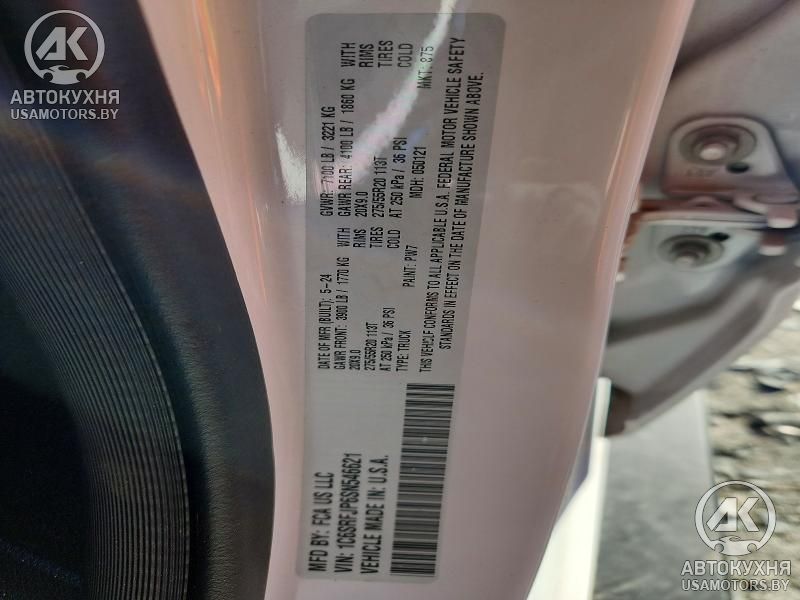 MFD BY: FCA US LLC
DATE OF MFR (BUILT): 5-24
GVWR: 7100 LB / 3221 KG
GAWR FRONT: 3900 LB / 1770 KG WITH
GAWR REAR: 4100 LB / 1860 KG WITH
20X9.0 RIMS
20X9.0 RIMS
275/55R20 113T TIRES
275/55R20 113T TIRES
AT 250 kPa / 36 PSI COLD
AT 250 kPa / 36 PSI COLD
TYPE: TRUCK
PAINT: PW7
MDH: 050121
MKT: 875
VIN: 1C6SRFJP6SN546621
VEHICLE MADE IN: U.S.A.
THIS VEHICLE CONFORMS TO ALL APPLICABLE U.S.A. FEDERAL MOTOR VEHICLE SAFETY
STANDARDS IN EFFECT ON THE DATE OF MANUFACTURE SHOWN ABOVE.
АК
АВТОКУХНЯ
USAMOTORS.BY
АК
АВТОКУХНЯ
USAMOTORS.BY